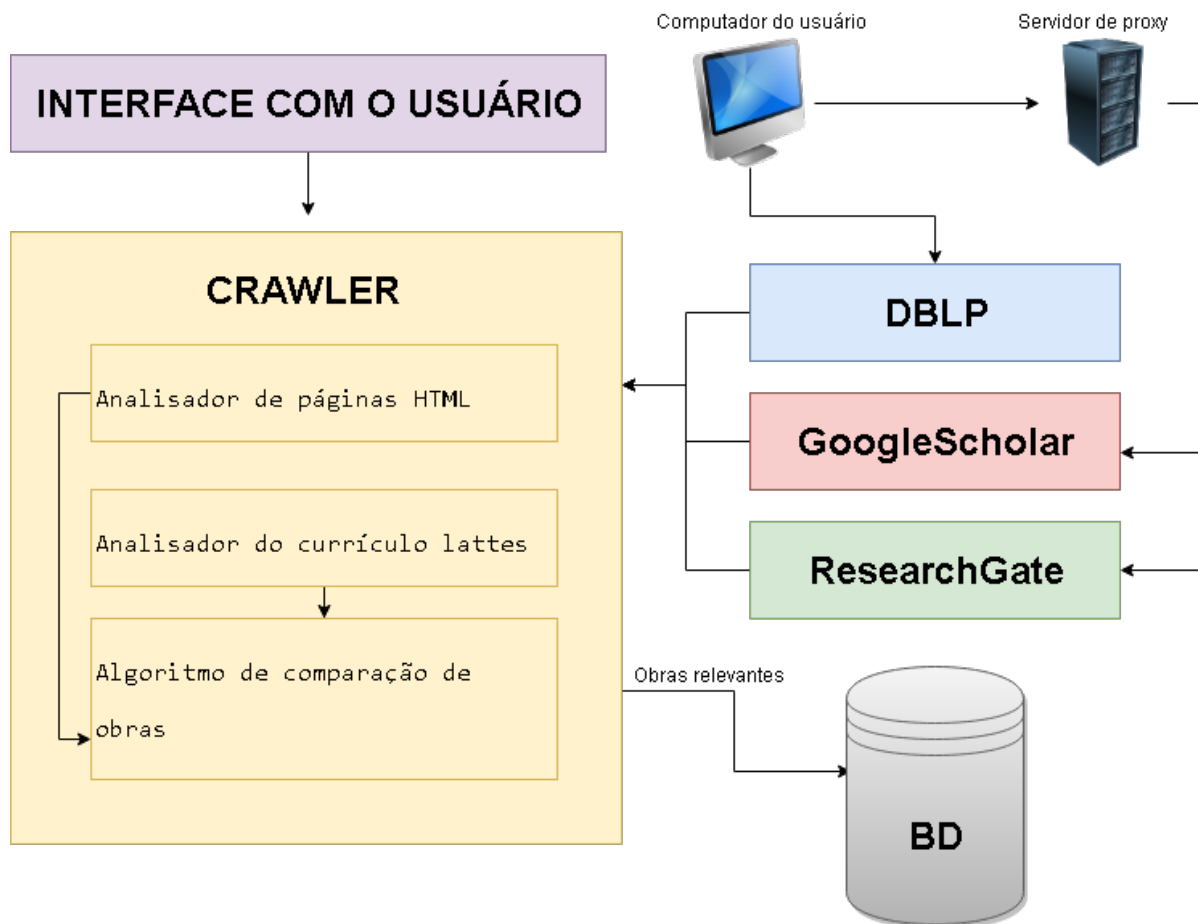 Computador do usuário
Servidor de proxy
INTERFACE COM O USUÁRIO
CRAWLER
Analisador de páginas HTML
Analisador do currículo lattes
Algoritmo de comparação de
obras
DBLP
GoogleScholar
ResearchGate
Obras relevantes
BD